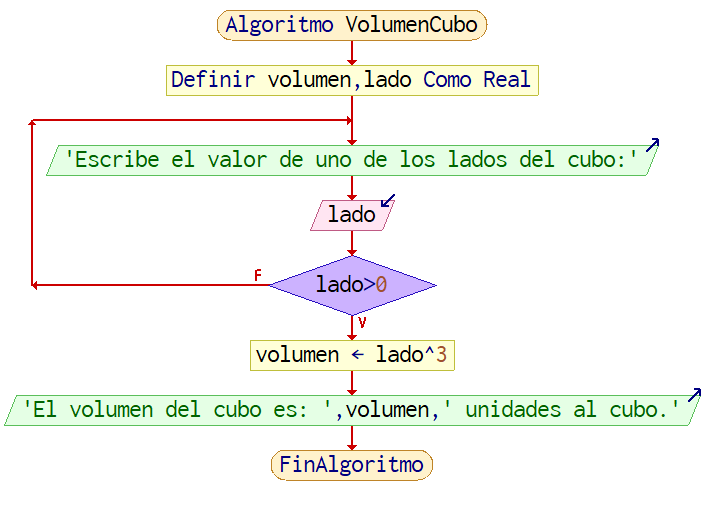 Algoritmo VolumenCubo
Definir volumen,lado Como Real
'Escribe el valor de uno de los lados del cubo:'
lado
lado>0
F
V
volumen ← lado^3
'El volumen del cubo es: ',volumen,' unidades al cubo.'
FinAlgoritmo